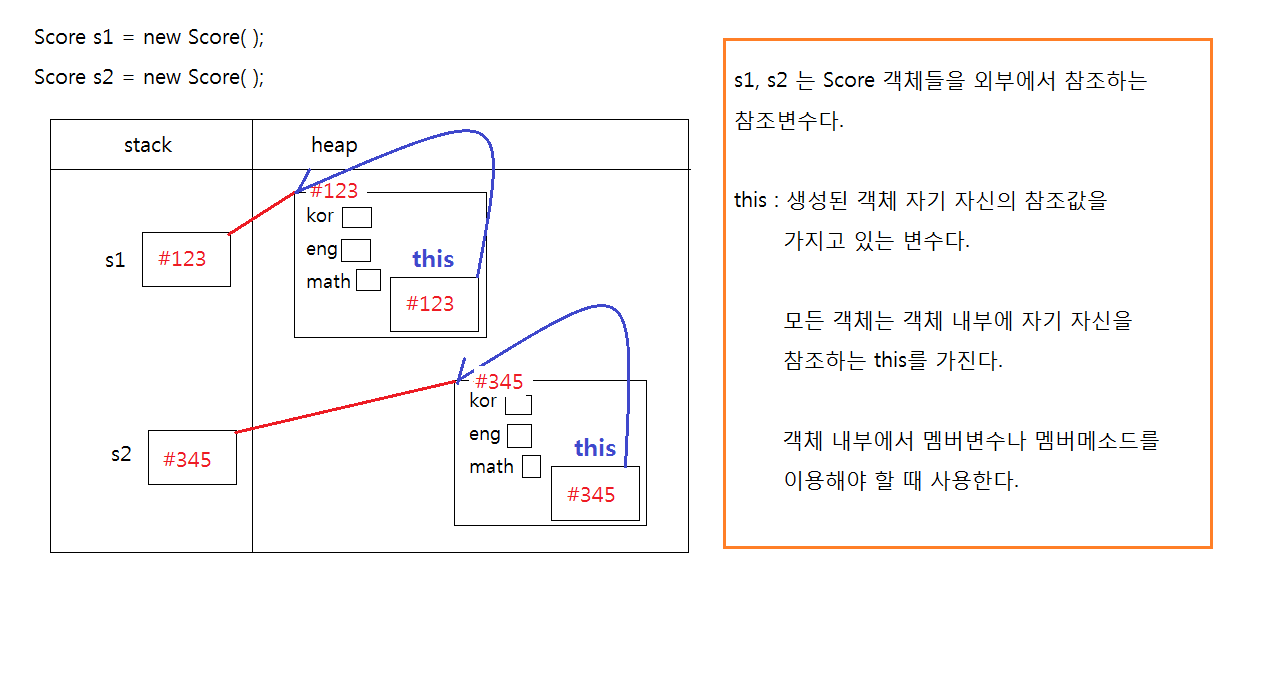 Score s1 = new Score( );
Score s2 = new Score( );
stack
heap
#123
kor
eng
math
this
#123
s1
#123
#345
kor
eng
math
this
#345
s2
#345
s1, s2 는 Score 객체들을 외부에서 참조하는
참조변수다.
this : 생성된 객체 자기 자신의 참조값을
가지고 있는 변수다.
모든 객체는 객체 내부에 자기 자신을
참조하는 this를 가진다.
객체 내부에서 멤버변수나 멤버메소드를
이용해야 할 때 사용한다.